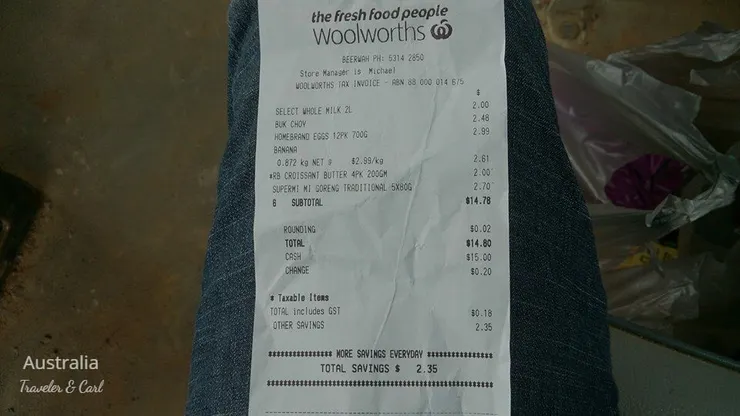 the fresh food people
Woolworths
BEERWAH PH: 5314 2850
Store Manager is Michael
WOOLWORTHS TAX INVOICE - ABN 88 000 014 675
$
SELECT WHOLE MILK 2L 2.00
BUK CHOY 2.48
HOMEBRAND EGGS 12PK 700G 2.99
BANANA
0.872 kg NET @ $2.99/kg 2.61
*RB CROISSANT BUTTER 4PK 200GM 2.00
SUPERMI MI GORENG TRADITIONAL 5X80G 2.70
6 SUBTOTAL $14.78
ROUNDING $0.02
TOTAL $14.80
CASH $15.00
CHANGE $0.20
* Taxable Items
TOTAL includes GST $0.18
OTHER SAVINGS 2.35
MORE SAVINGS EVERYDAY
TOTAL SAVINGS $ 2.35
Australia
Traveler & Carl